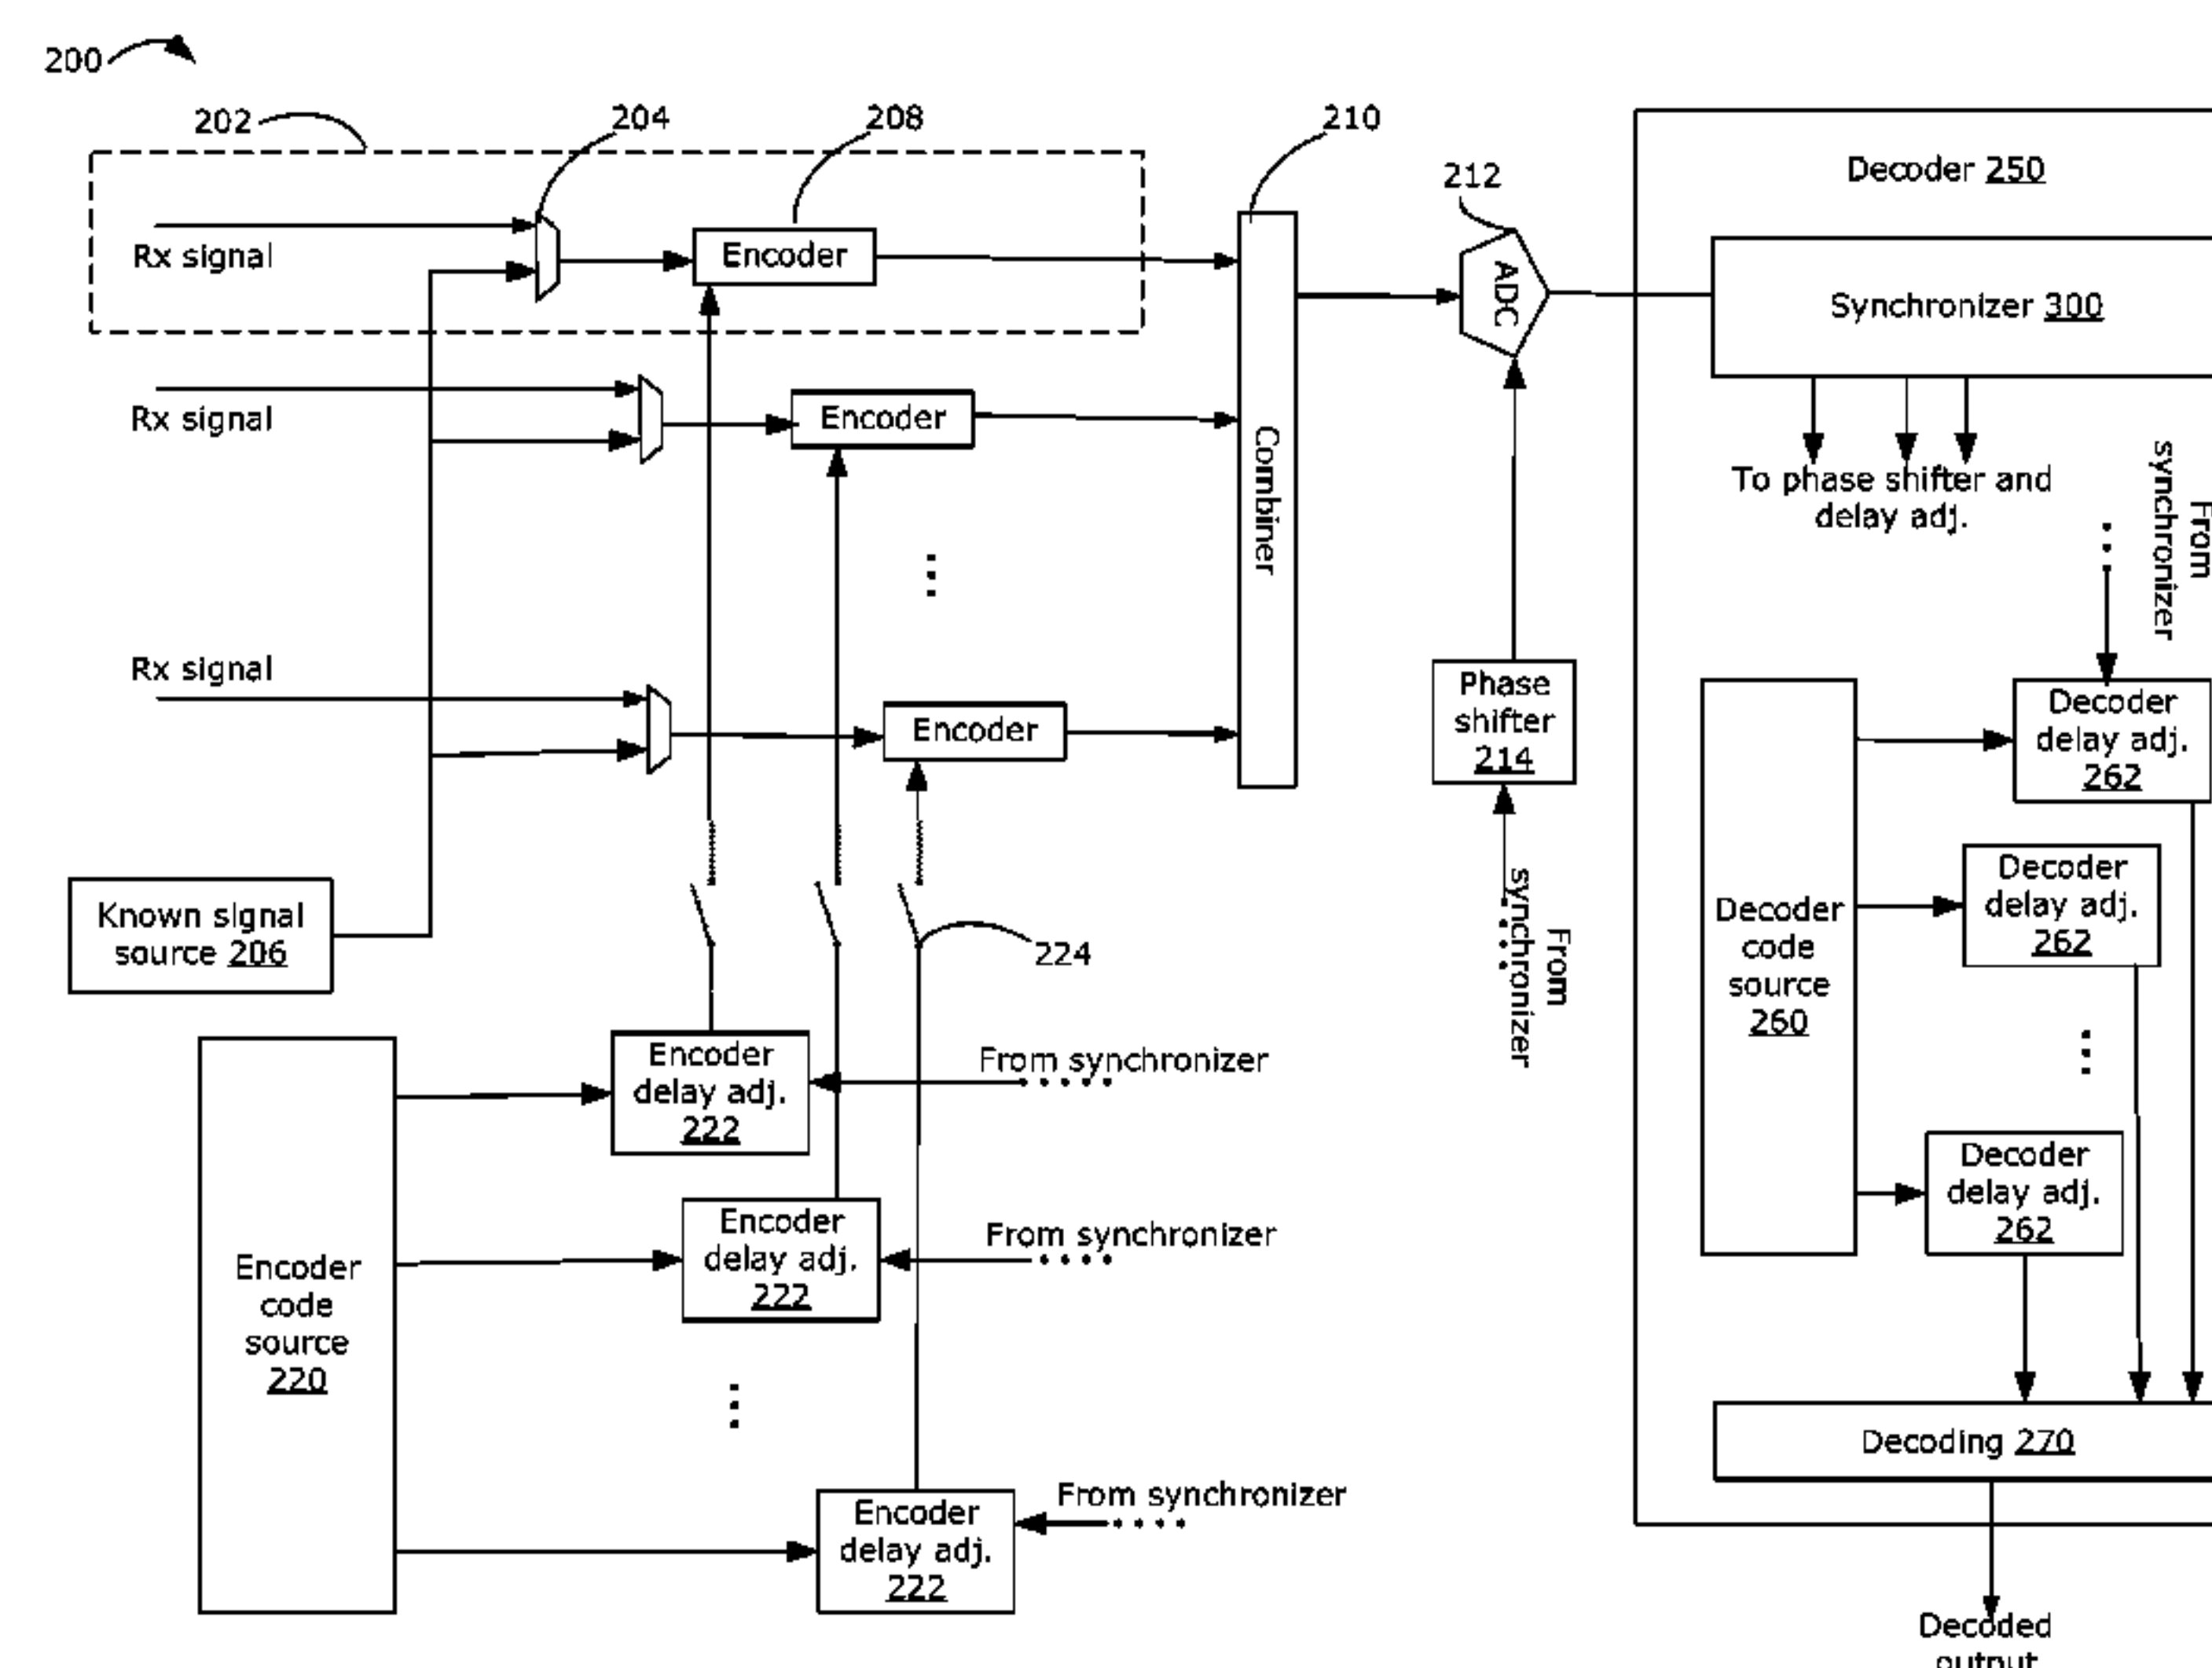 200
202
204
208
210
212
Rx signal
Encoder
Rx signal
Encoder
Rx signal
Encoder
Combiner
ADC
Phase
shifter
214
From
synchronizer
Known signal
source 206
224
Encoder
code
source
220
Encoder
delay adj.
222
From synchronizer
Encoder
delay adj.
222
From synchronizer
Encoder
delay adj.
222
From synchronizer
Decoder 250
Synchronizer 300
To phase shifter and
delay adj.
From
synchronizer
Decoder
code
source
260
Decoder
delay adj.
262
Decoder
delay adj.
262
Decoder
delay adj.
262
Decoding 270
Decoded
output